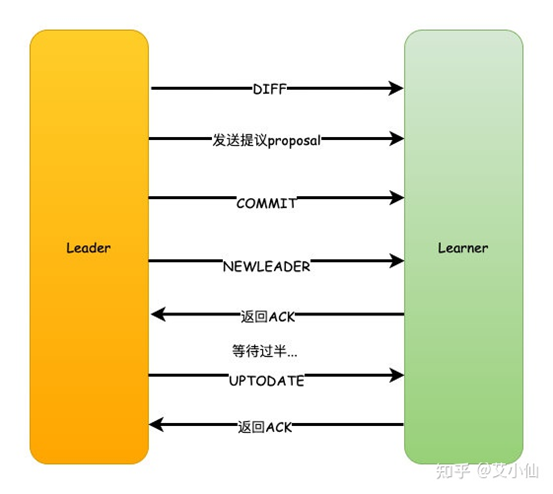 DIFF
发送提议proposal
COMMIT
Leader
Learner
NEWLEADER
返回ACK
等待过半...
UPTODATE
返回ACK
知乎 @艾小仙